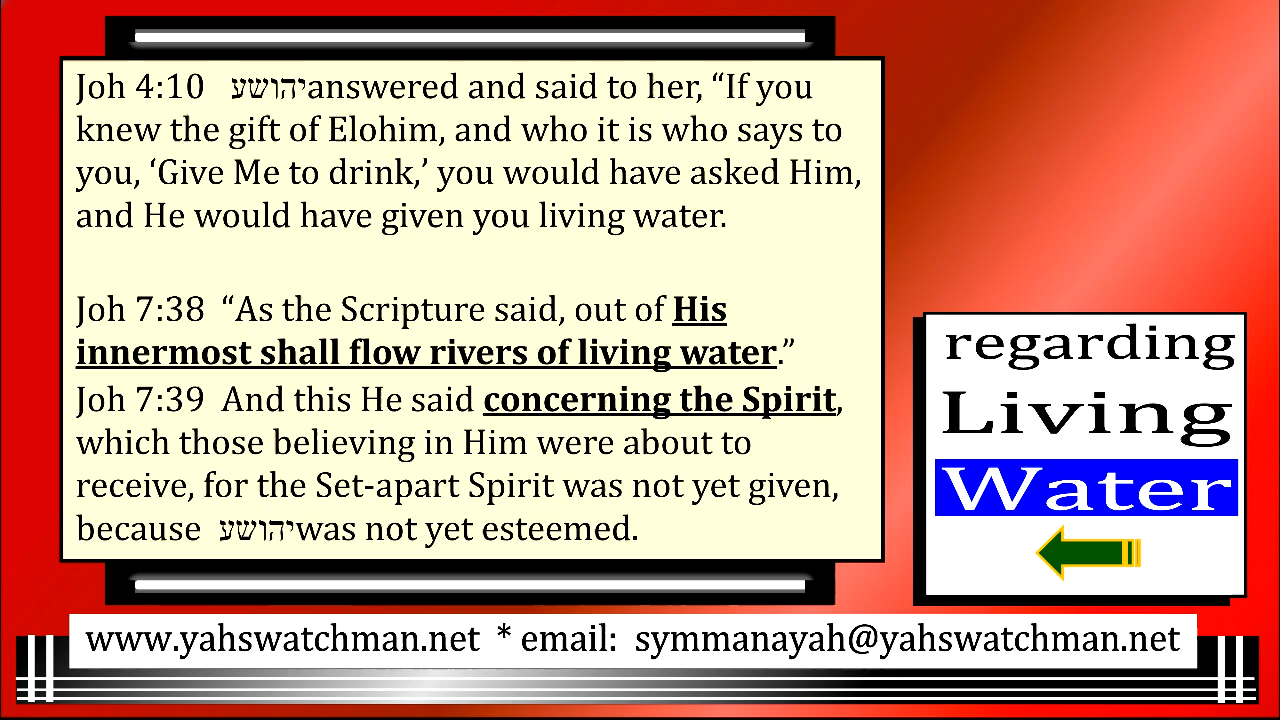 Joh 4:10 יהושע answered and said to her, “If you
knew the gift of Elohim, and who it is who says to
you, ‘Give Me to drink,’ you would have asked Him,
and He would have given you living water.
Joh 7:38 “As the Scripture said, out of His
innermost shall flow rivers of living water.”
Joh 7:39 And this He said concerning the Spirit,
which those believing in Him were about to
receive, for the Set-apart Spirit was not yet given,
because יהושע was not yet esteemed.
regarding
Living
Water
www.yahswatchman.net * email: symmanayah@yahswatchman.net